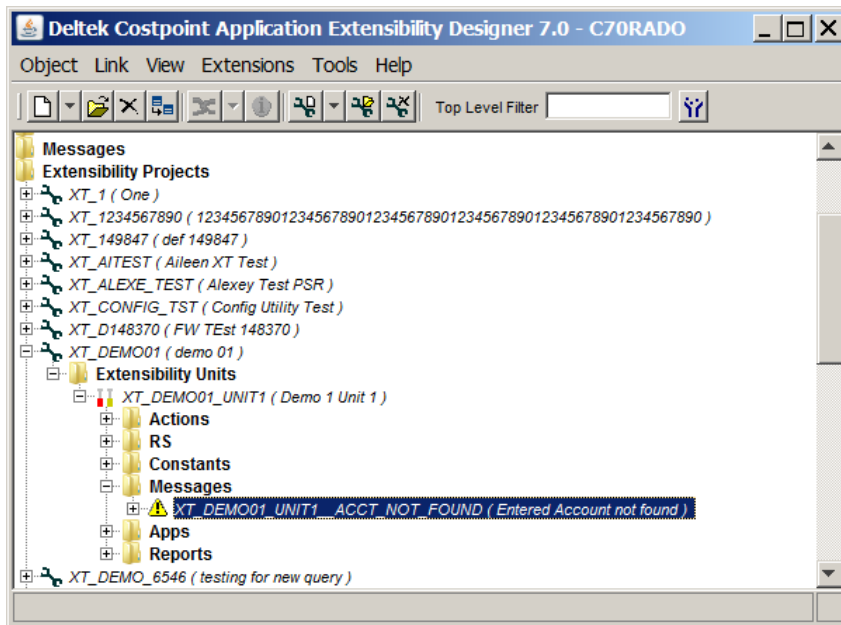 Deltek Costpoint Application Extensibility Designer 7.0 - C70RADO
Object Link View Extensions Tools Help
Top Level Filter
Messages
Extensibility Projects
XT_1 ( One )
XT_1234567890 ( 12345678901234567890123456789012345678901234567890 )
XT_149847 ( def 149847 )
XT_AITEST ( Aileen XT Test )
XT_ALEXE_TEST ( Alexey Test PSR )
XT_CONFIG_TST ( Config Utility Test )
XT_D148370 ( FW TEst 148370 )
XT_DEMO01 ( demo 01 )
Extensibility Units
XT_DEMO01_UNIT1 ( Demo 1 Unit 1 )
Actions
RS
Constants
Messages
XT_DEMO01_UNIT1__ACCT_NOT_FOUND ( Entered Account not found )
Apps
Reports
XT_DEMO_6546 ( testing for new query )